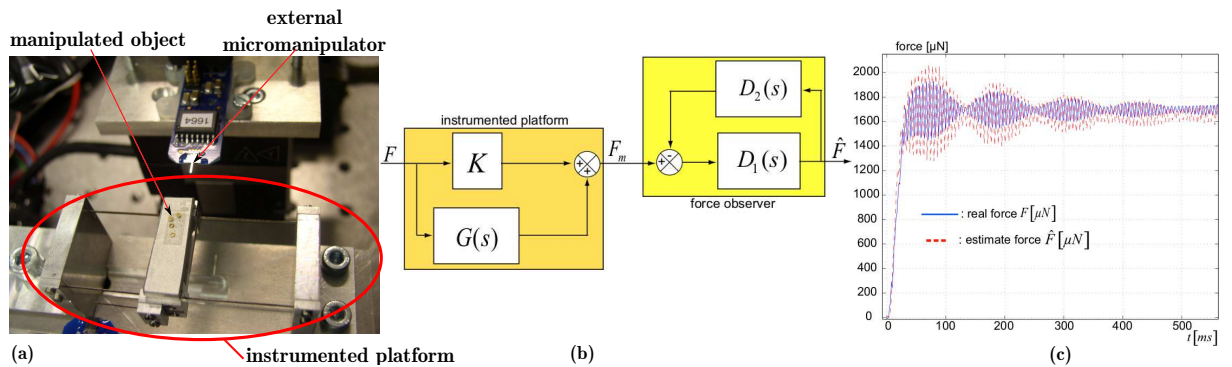 external
manipulated object
micromanipulator
1664
(a)
instrumented platform
instrumented platform
F
K
G(s)
F_m
D_2(s)
D_1(s)
F̂
force observer
(b)
force [µN]
2000
1800
1600
1400
1200
1000
800
600
400
200
0
: real force F[µN]
: estimate force F̂[µN]
0 100 200 300 400 500
t[ms]
(c)